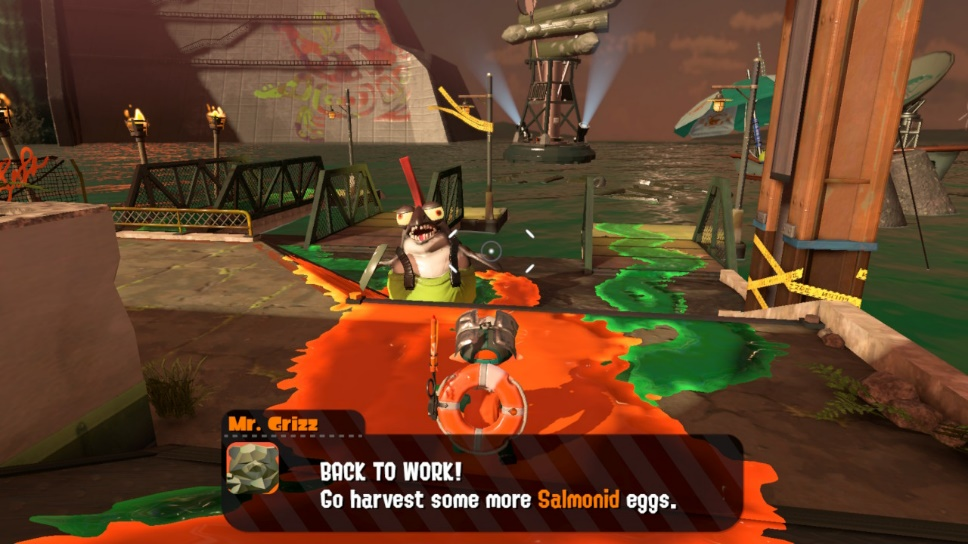 Mr. Grizz
BACK TO WORK!
Go harvest some more Salmonid eggs.